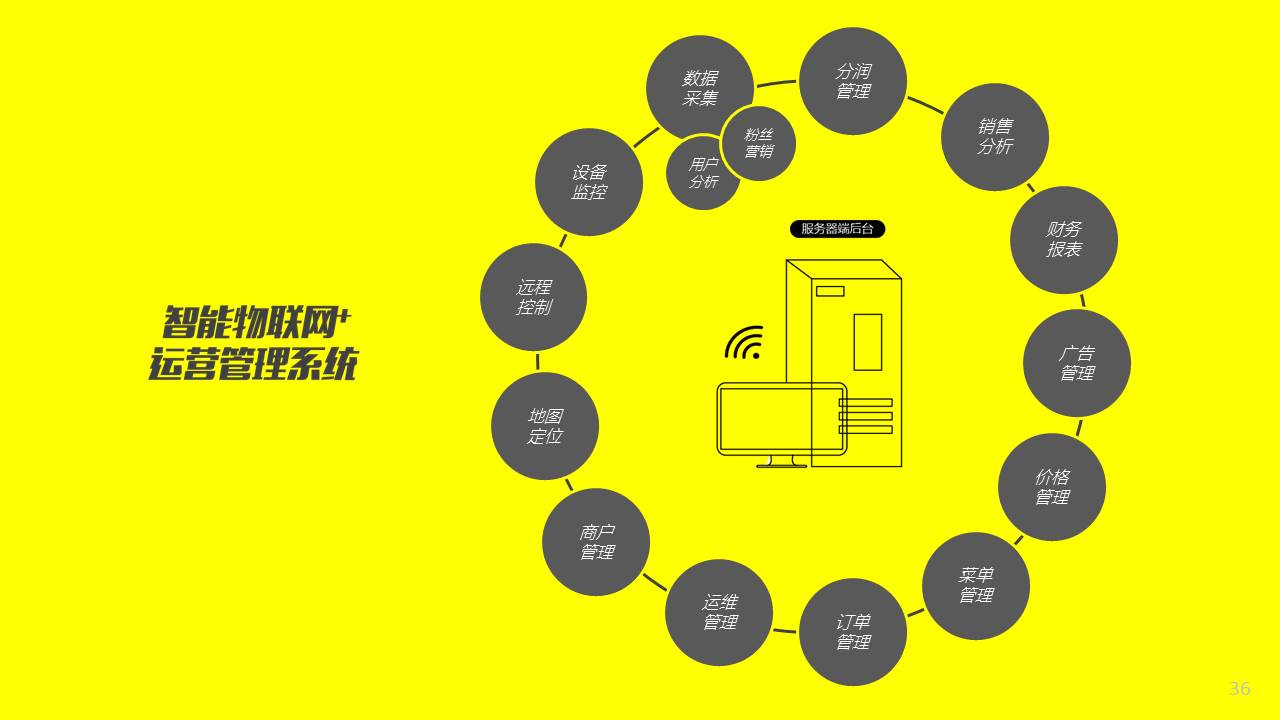 智能物联网+
运营管理系统
数据
采集
分润
管理
销售
分析
粉丝
营销
用户
分析
设备
监控
财务
报表
服务器端后台
远程
控制
广告
管理
地图
定位
价格
管理
商户
管理
菜单
管理
运维
管理
订单
管理
36